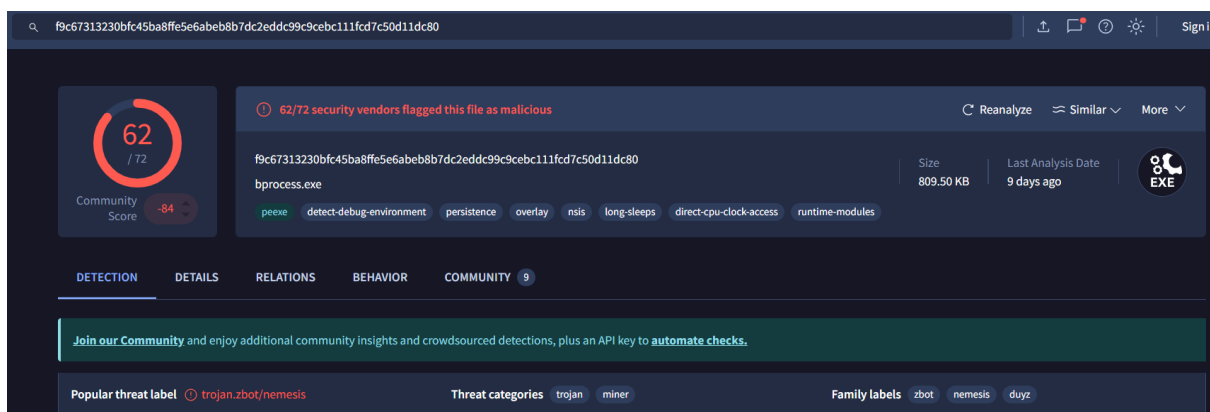 f9c67313230bfc45ba8ffe5e6abeb8b7dc2eddc99c9cebc111fcd7c50d11dc80
Sign i
62
/ 72
Community
Score
-84
62/72 security vendors flagged this file as malicious
Reanalyze
Similar
More
f9c67313230bfc45ba8ffe5e6abeb8b7dc2eddc99c9cebc111fcd7c50d11dc80
bprocess.exe
Size
809.50 KB
Last Analysis Date
9 days ago
EXE
peexe detect-debug-environment persistence overlay nsis long-sleeps direct-cpu-clock-access runtime-modules
DETECTION DETAILS RELATIONS BEHAVIOR COMMUNITY 9
Join our Community and enjoy additional community insights and crowdsourced detections, plus an API key to automate checks.
Popular threat label trojan.zbot/nemesis Threat categories trojan miner Family labels zbot nemesis duyz